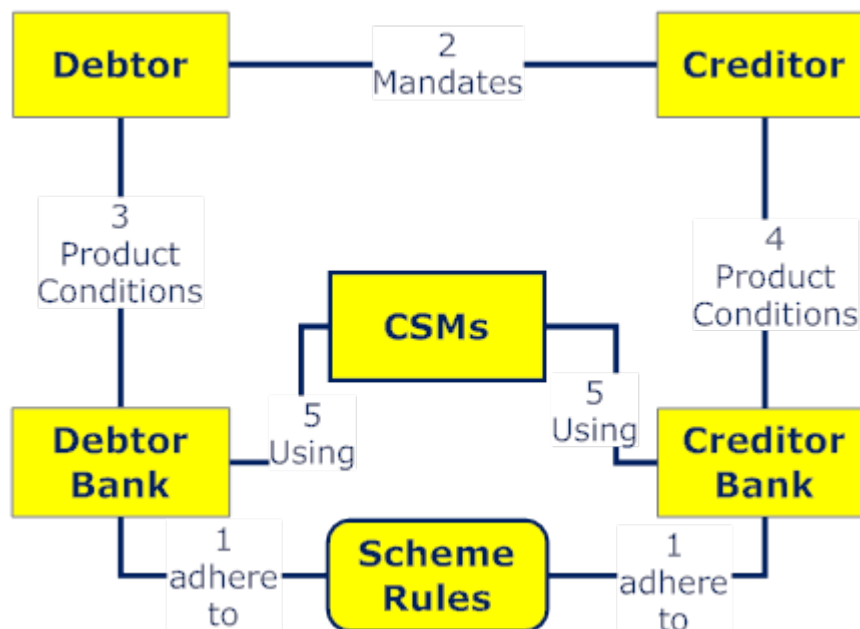 Debtor
2
Mandates
Creditor
3
Product
Conditions
4
Product
Conditions
CSMs
5
Using
5
Using
Debtor
Bank
Creditor
Bank
1
adhere
to
Scheme
Rules
1
adhere
to